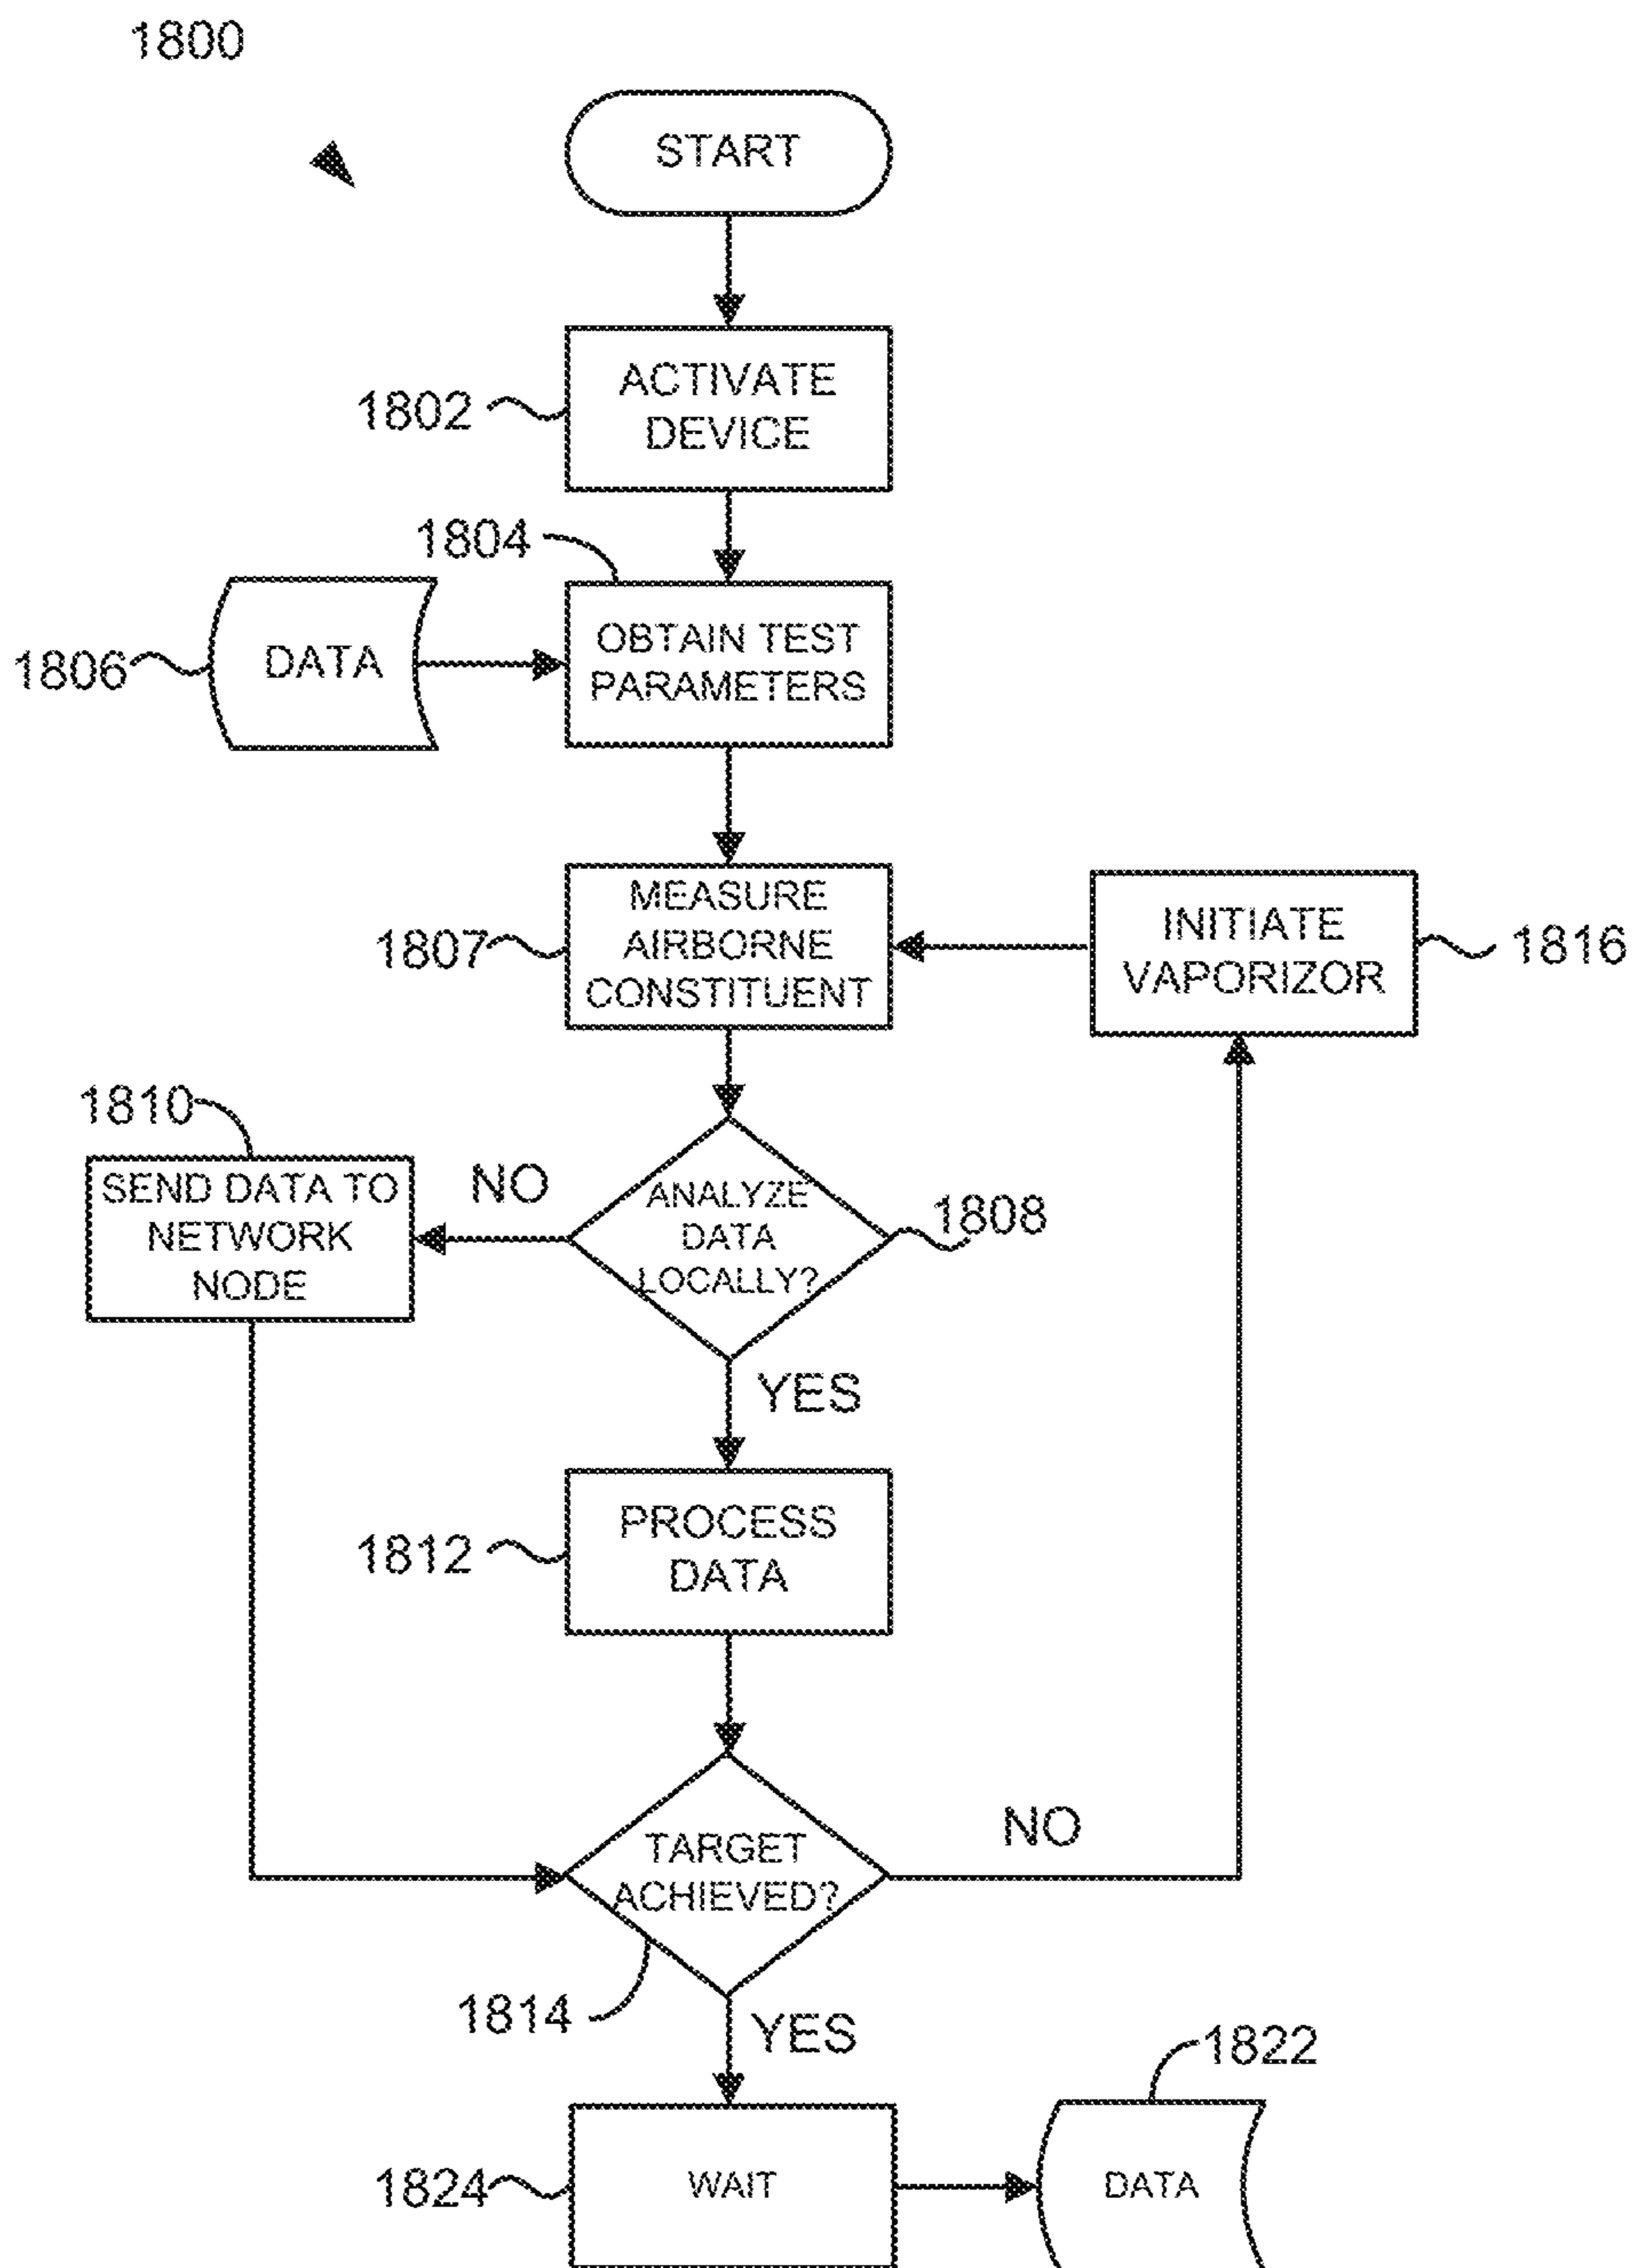 1800
START
1802
ACTIVATE
DEVICE
1804
1806
DATA
OBTAIN TEST
PARAMETERS
1807
MEASURE
AIRBORNE
CONSTITUENT
INITIATE
VAPORIZOR
1816
1810
SEND DATA TO
NETWORK
NODE
NO
ANALYZE
DATA
LOCALLY?
1808
YES
1812
PROCESS
DATA
TARGET
ACHIEVED?
NO
1814
YES
1822
1824
WAIT
DATA